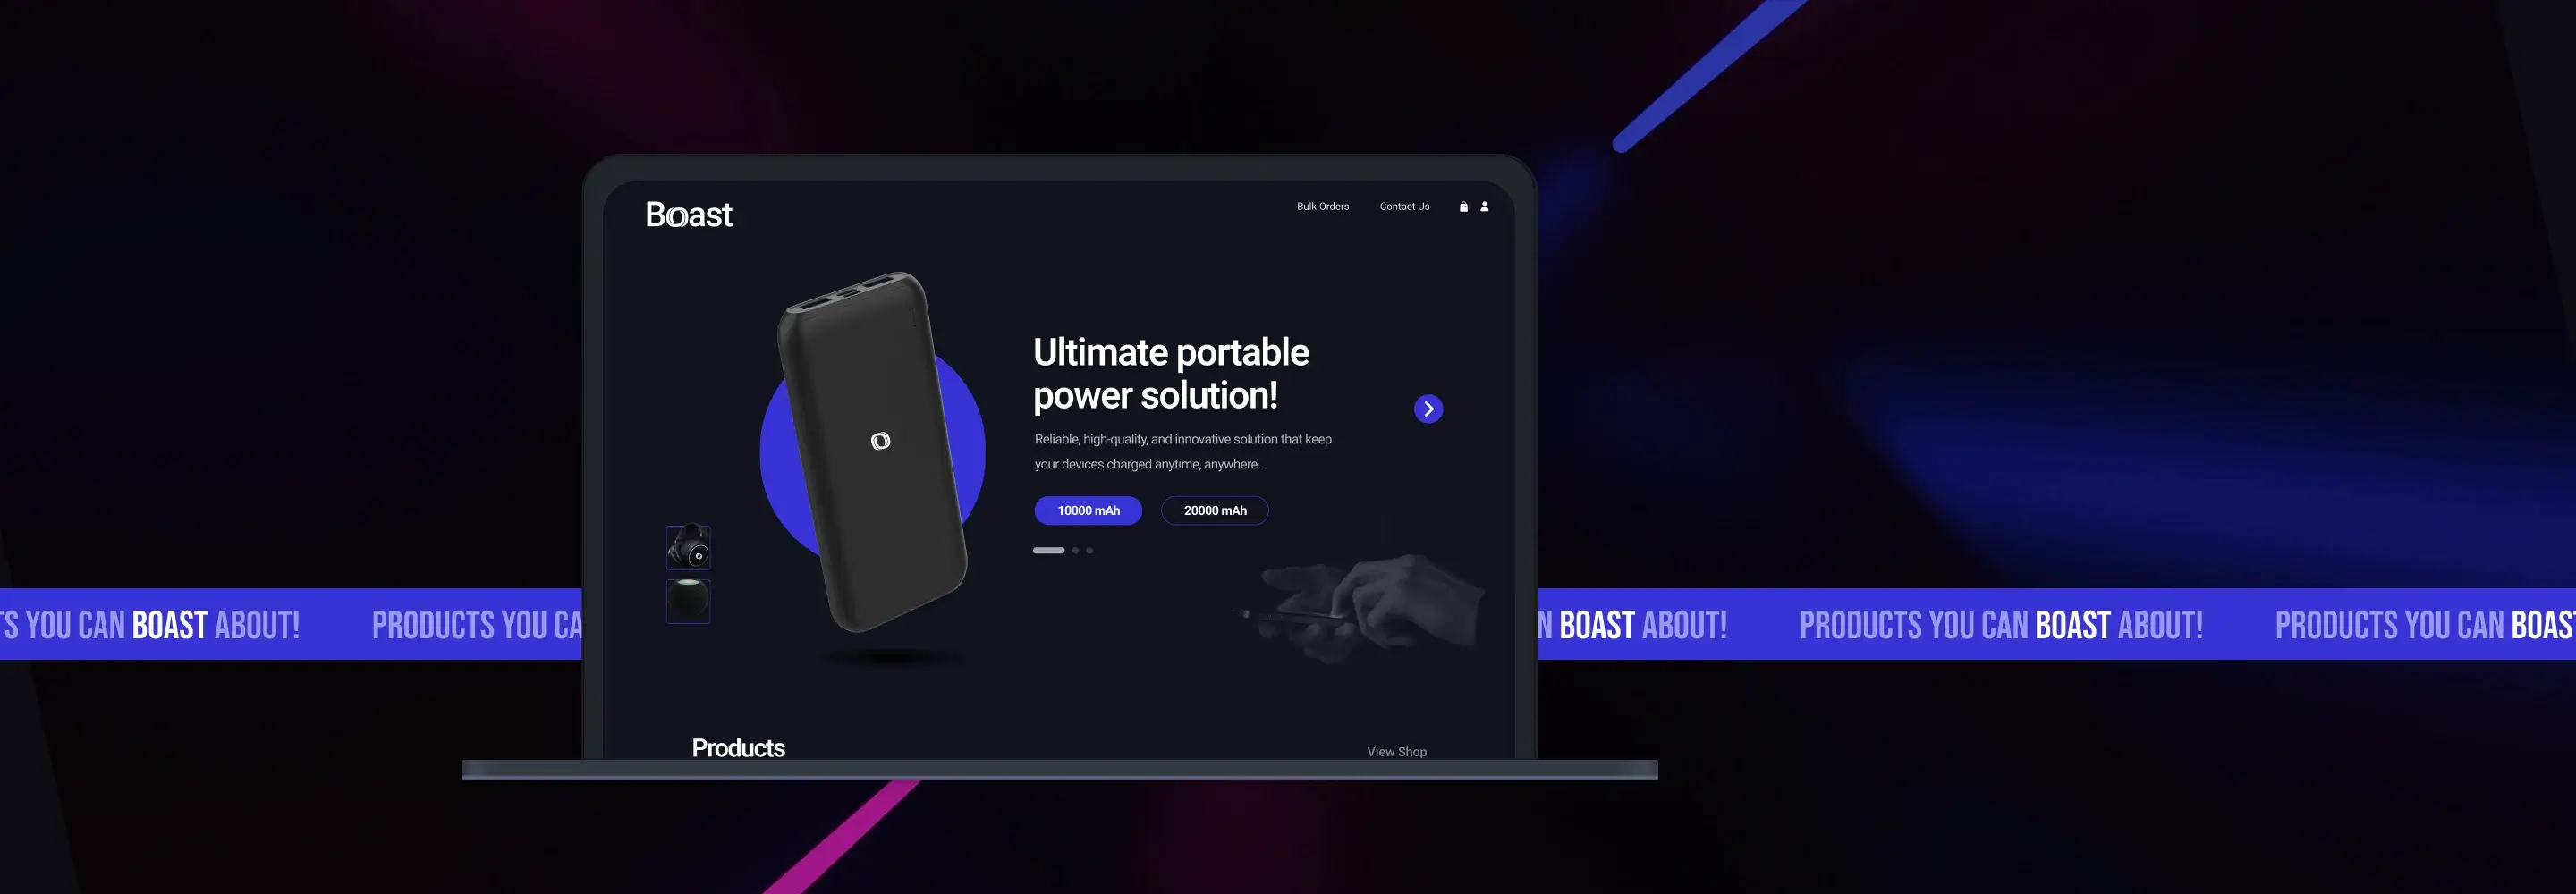 Boast
Bulk Orders
Contact Us
Ultimate portable
power solution!
Reliable, high-quality, and innovative solution that keep
your devices charged anytime, anywhere.
10000 mAh
20000 mAh
TS YOU CAN BOAST ABOUT!
PRODUCTS YOU CA
N BOAST ABOUT!
PRODUCTS YOU CAN BOAST ABOUT!
PRODUCTS YOU CAN BOAST
Products
View Shop